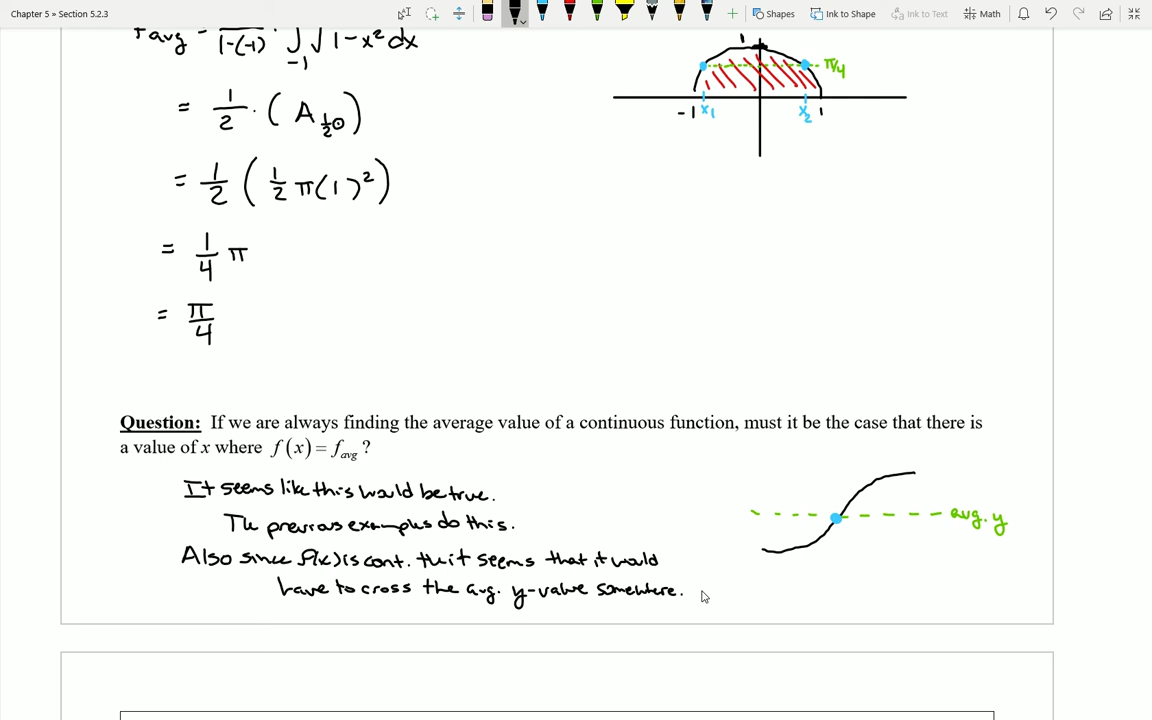 Chapter 5 » Section 5.2.3
Shapes
Ink to Shape
Ink to Text
Math
f avg = 1/(1-(-1)) · ∫_{-1} √1-x² dx
= 1/2 · (A ½⊙)
= 1/2 (1/2 π(1)²)
= 1/4 π
= π/4
1
π/4
-1 x₁ x₂ 1
Question: If we are always finding the average value of a continuous function, must it be the case that there is
a value of x where f(x) = f_avg ?
It seems like this would be true.
The previous examples do this.
Also since f(x) is cont. then it seems that it would
have to cross the avg. y-value somewhere.
avg. y